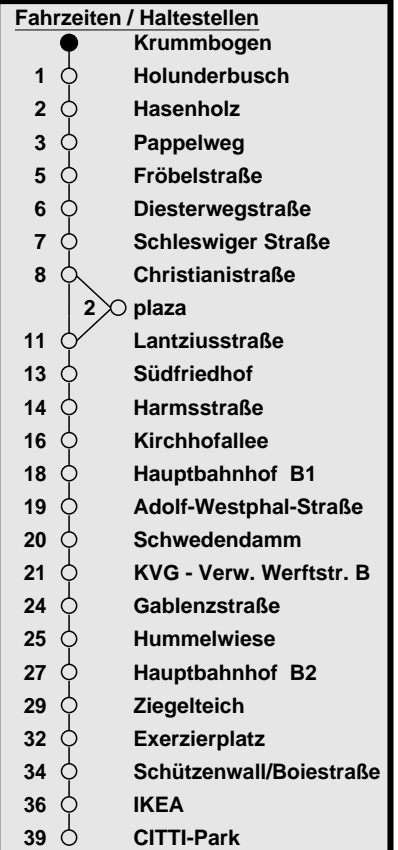 Fahrzeiten / Haltestellen
Krummbogen
1 Holunderbusch
2 Hasenholz
3 Pappelweg
5 Fröbelstraße
6 Diesterwegstraße
7 Schleswiger Straße
8 Christianistraße
2 plaza
11 Lantziusstraße
13 Südfriedhof
14 Harmsstraße
16 Kirchhofallee
18 Hauptbahnhof B1
19 Adolf-Westphal-Straße
20 Schwedendamm
21 KVG - Verw. Werftstr. B
24 Gablenzstraße
25 Hummelwiese
27 Hauptbahnhof B2
29 Ziegelteich
32 Exerzierplatz
34 Schützenwall/Boiestraße
36 IKEA
39 CITTI-Park